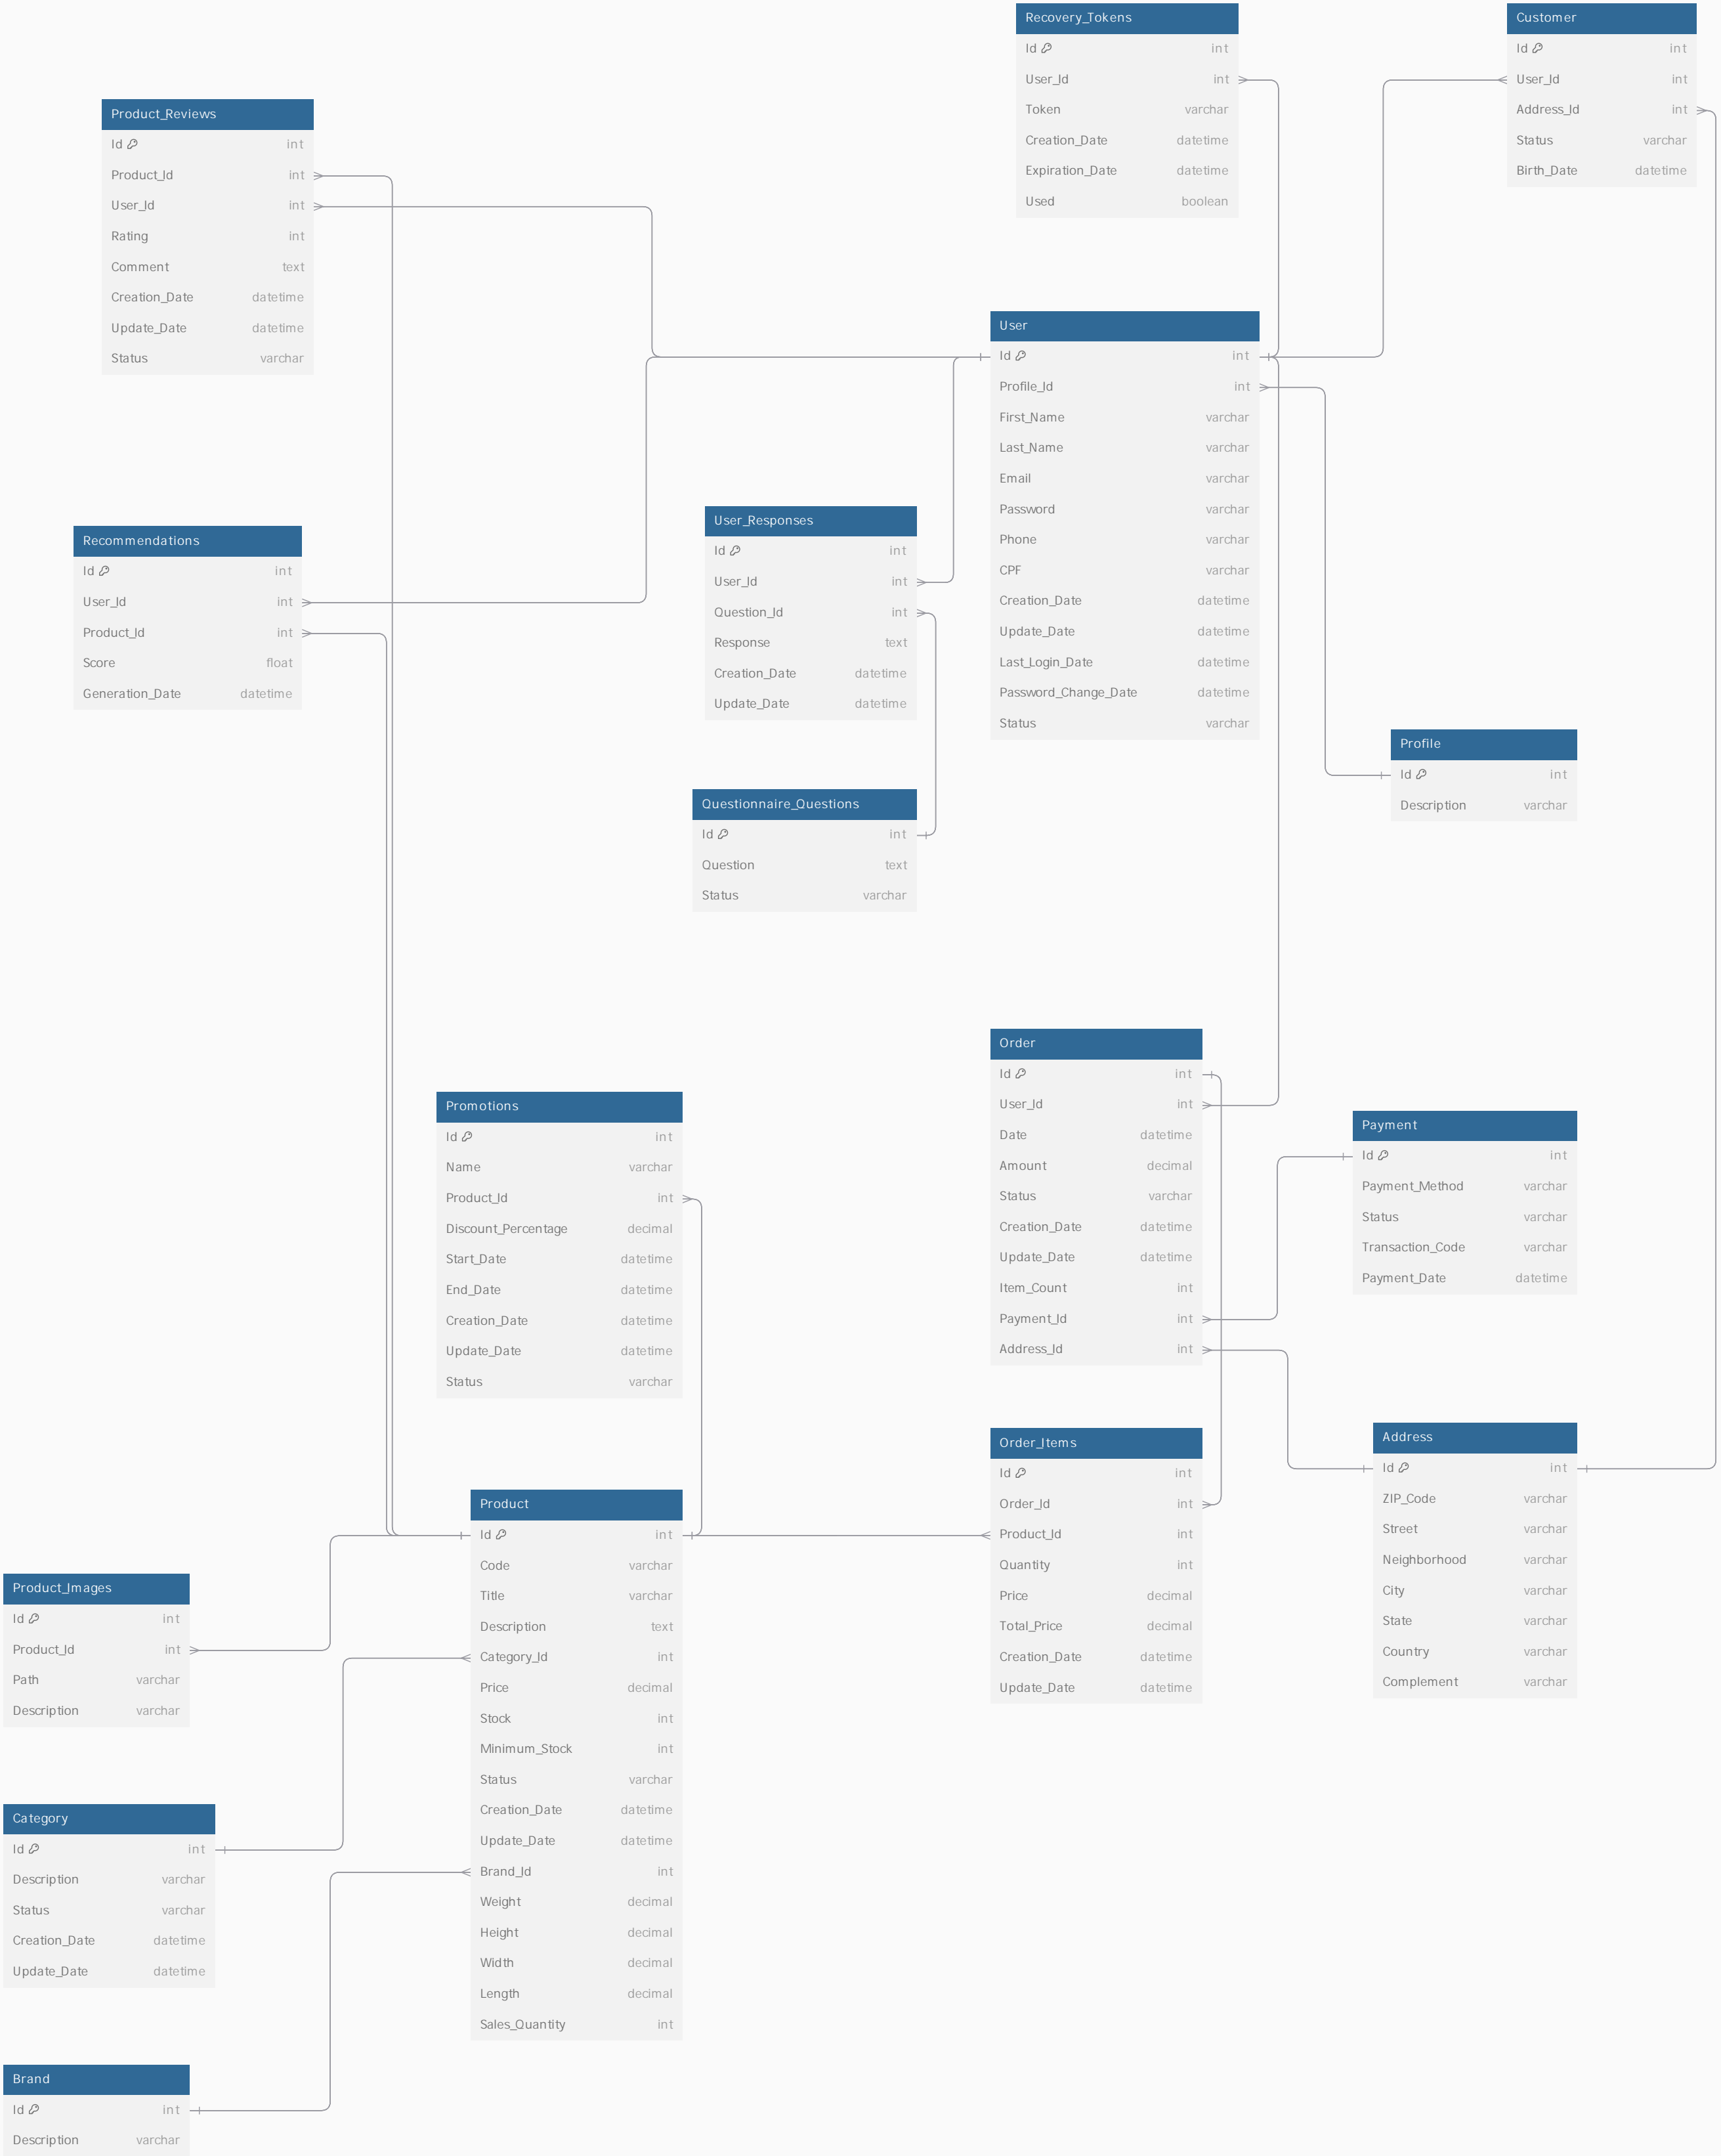 Recovery_Tokens
Id int
User_Id int
Token varchar
Creation_Date datetime
Expiration_Date datetime
Used boolean
Customer
Id int
User_Id int
Address_Id int
Status varchar
Birth_Date datetime
Product_Reviews
Id int
Product_Id int
User_Id int
Rating int
Comment text
Creation_Date datetime
Update_Date datetime
Status varchar
User
Id int
Profile_Id int
First_Name varchar
Last_Name varchar
Email varchar
Password varchar
Phone varchar
CPF varchar
Creation_Date datetime
Update_Date datetime
Last_Login_Date datetime
Password_Change_Date datetime
Status varchar
User_Responses
Id int
User_Id int
Question_Id int
Response text
Creation_Date datetime
Update_Date datetime
Recommendations
Id int
User_Id int
Product_Id int
Score float
Generation_Date datetime
Profile
Id int
Description varchar
Questionnaire_Questions
Id int
Question text
Status varchar
Order
Id int
User_Id int
Date datetime
Amount decimal
Status varchar
Creation_Date datetime
Update_Date datetime
Item_Count int
Payment_Id int
Address_Id int
Promotions
Id int
Name varchar
Product_Id int
Discount_Percentage decimal
Start_Date datetime
End_Date datetime
Creation_Date datetime
Update_Date datetime
Status varchar
Payment
Id int
Payment_Method varchar
Status varchar
Transaction_Code varchar
Payment_Date datetime
Order_Items
Id int
Order_Id int
Product_Id int
Quantity int
Price decimal
Total_Price decimal
Creation_Date datetime
Update_Date datetime
Address
Id int
ZIP_Code varchar
Street varchar
Neighborhood varchar
City varchar
State varchar
Country varchar
Complement varchar
Product
Id int
Code varchar
Title varchar
Description text
Category_Id int
Price decimal
Stock int
Minimum_Stock int
Status varchar
Creation_Date datetime
Update_Date datetime
Brand_Id int
Weight decimal
Height decimal
Width decimal
Length decimal
Sales_Quantity int
Product_Images
Id int
Product_Id int
Path varchar
Description varchar
Category
Id int
Description varchar
Status varchar
Creation_Date datetime
Update_Date datetime
Brand
Id int
Description varchar